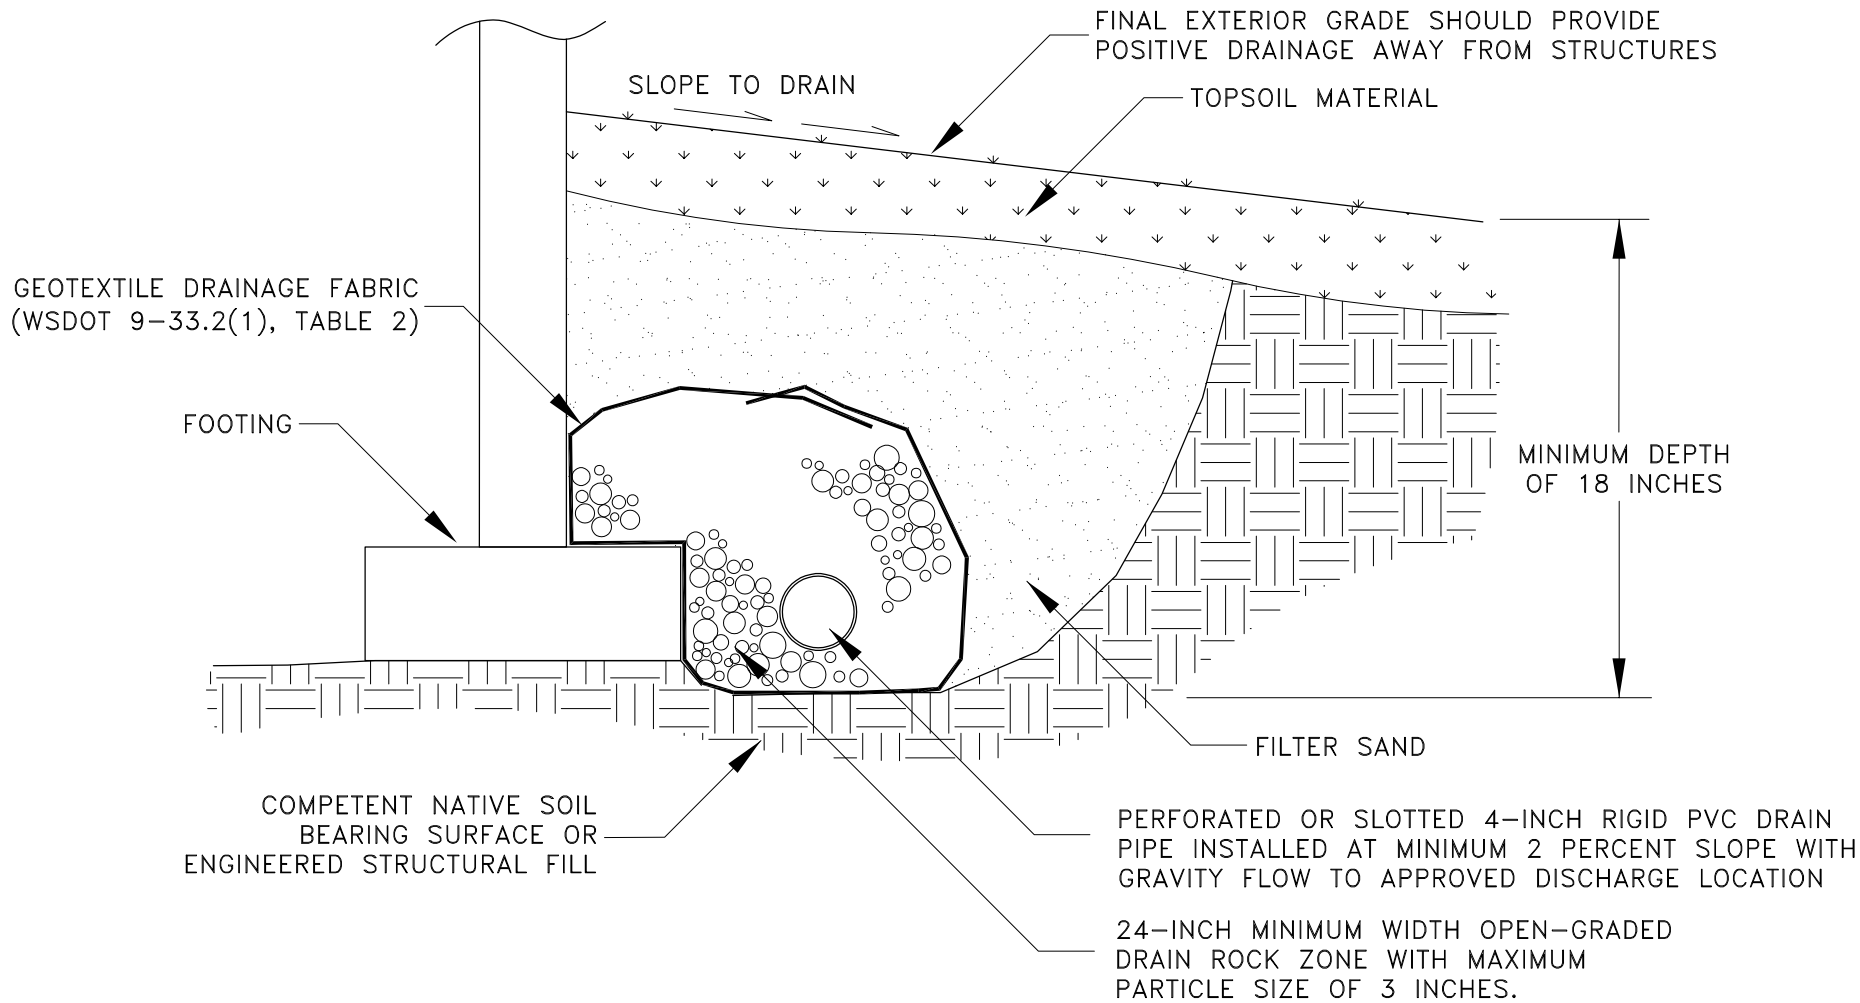 FINAL EXTERIOR GRADE SHOULD PROVIDE
POSITIVE DRAINAGE AWAY FROM STRUCTURES
SLOPE TO DRAIN
TOPSOIL MATERIAL
GEOTEXTILE DRAINAGE FABRIC
(WSDOT 9-33.2(1), TABLE 2)
FOOTING
MINIMUM DEPTH
OF 18 INCHES
FILTER SAND
COMPETENT NATIVE SOIL
BEARING SURFACE OR
ENGINEERED STRUCTURAL FILL
PERFORATED OR SLOTTED 4-INCH RIGID PVC DRAIN
PIPE INSTALLED AT MINIMUM 2 PERCENT SLOPE WITH
GRAVITY FLOW TO APPROVED DISCHARGE LOCATION
24-INCH MINIMUM WIDTH OPEN-GRADED
DRAIN ROCK ZONE WITH MAXIMUM
PARTICLE SIZE OF 3 INCHES.